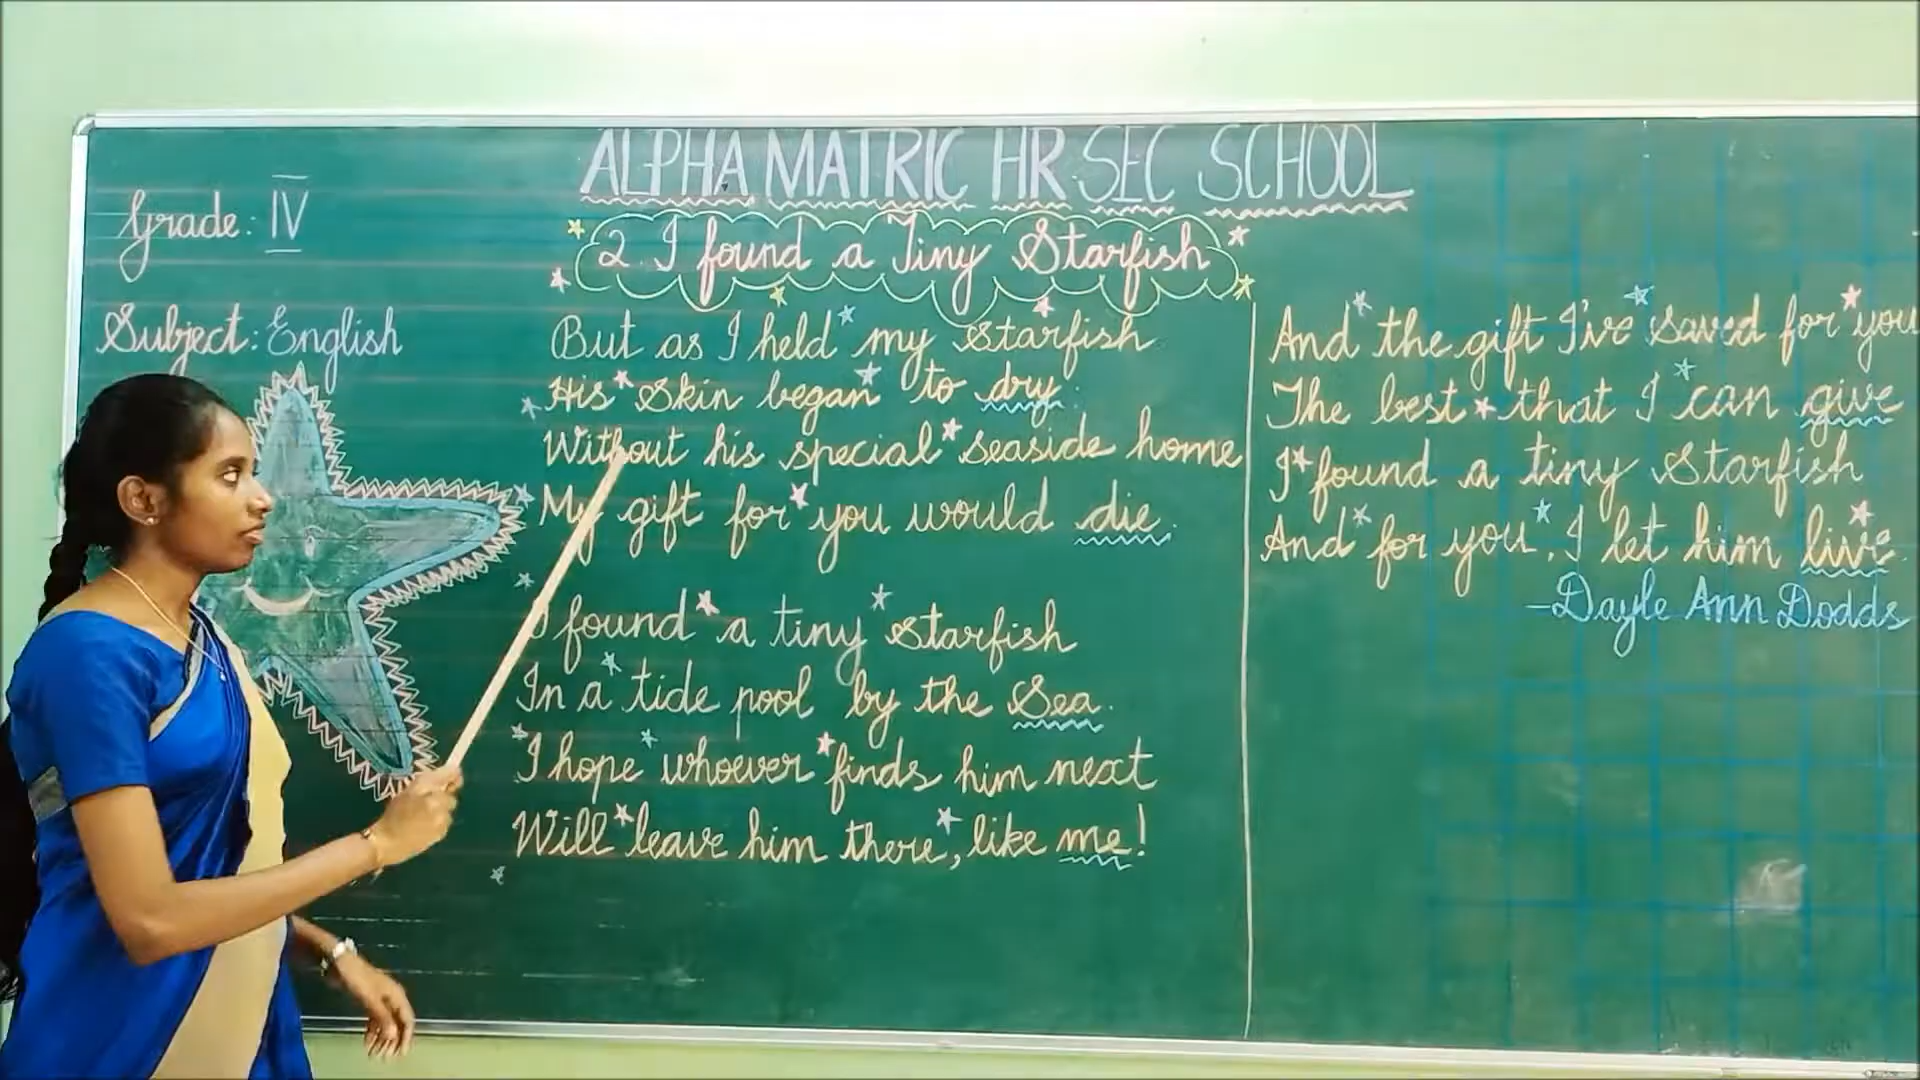 ALPHA MATRIC HR SEC SCHOOL
Grade: IV
2. I found a Tiny Starfish
Subject: English
But as I held my starfish
His skin began to dry.
Without his special seaside home
My gift for you would die.
I found a tiny starfish
In a tide pool by the Sea.
I hope whoever finds him next
Will leave him there, like me!
And the gift I've saved for you
The best that I can give
I found a tiny starfish
And for you, I let him live.
-Dayle Ann Dodds